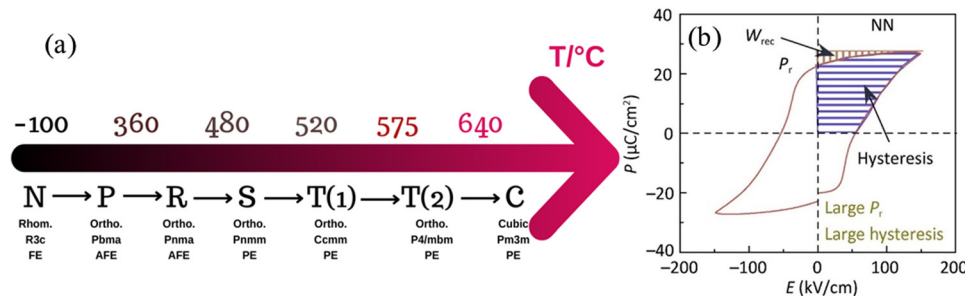 (a)
T/°C
-100 360 480 520 575 640
N → P → R → S → T(1) → T(2) → C
Rhom. Ortho. Ortho. Ortho. Ortho. Ortho. Cubic
R3c Pbma Pnma Pnmm Ccmm P4/mbm Pm3m
FE AFE AFE PE PE PE PE
(b)
NN
W_rec
P_r
Hysteresis
Large P_r
Large hysteresis
P (μC/cm²)
40
20
0
−20
−40
−200 −100 0 100 200
E (kV/cm)